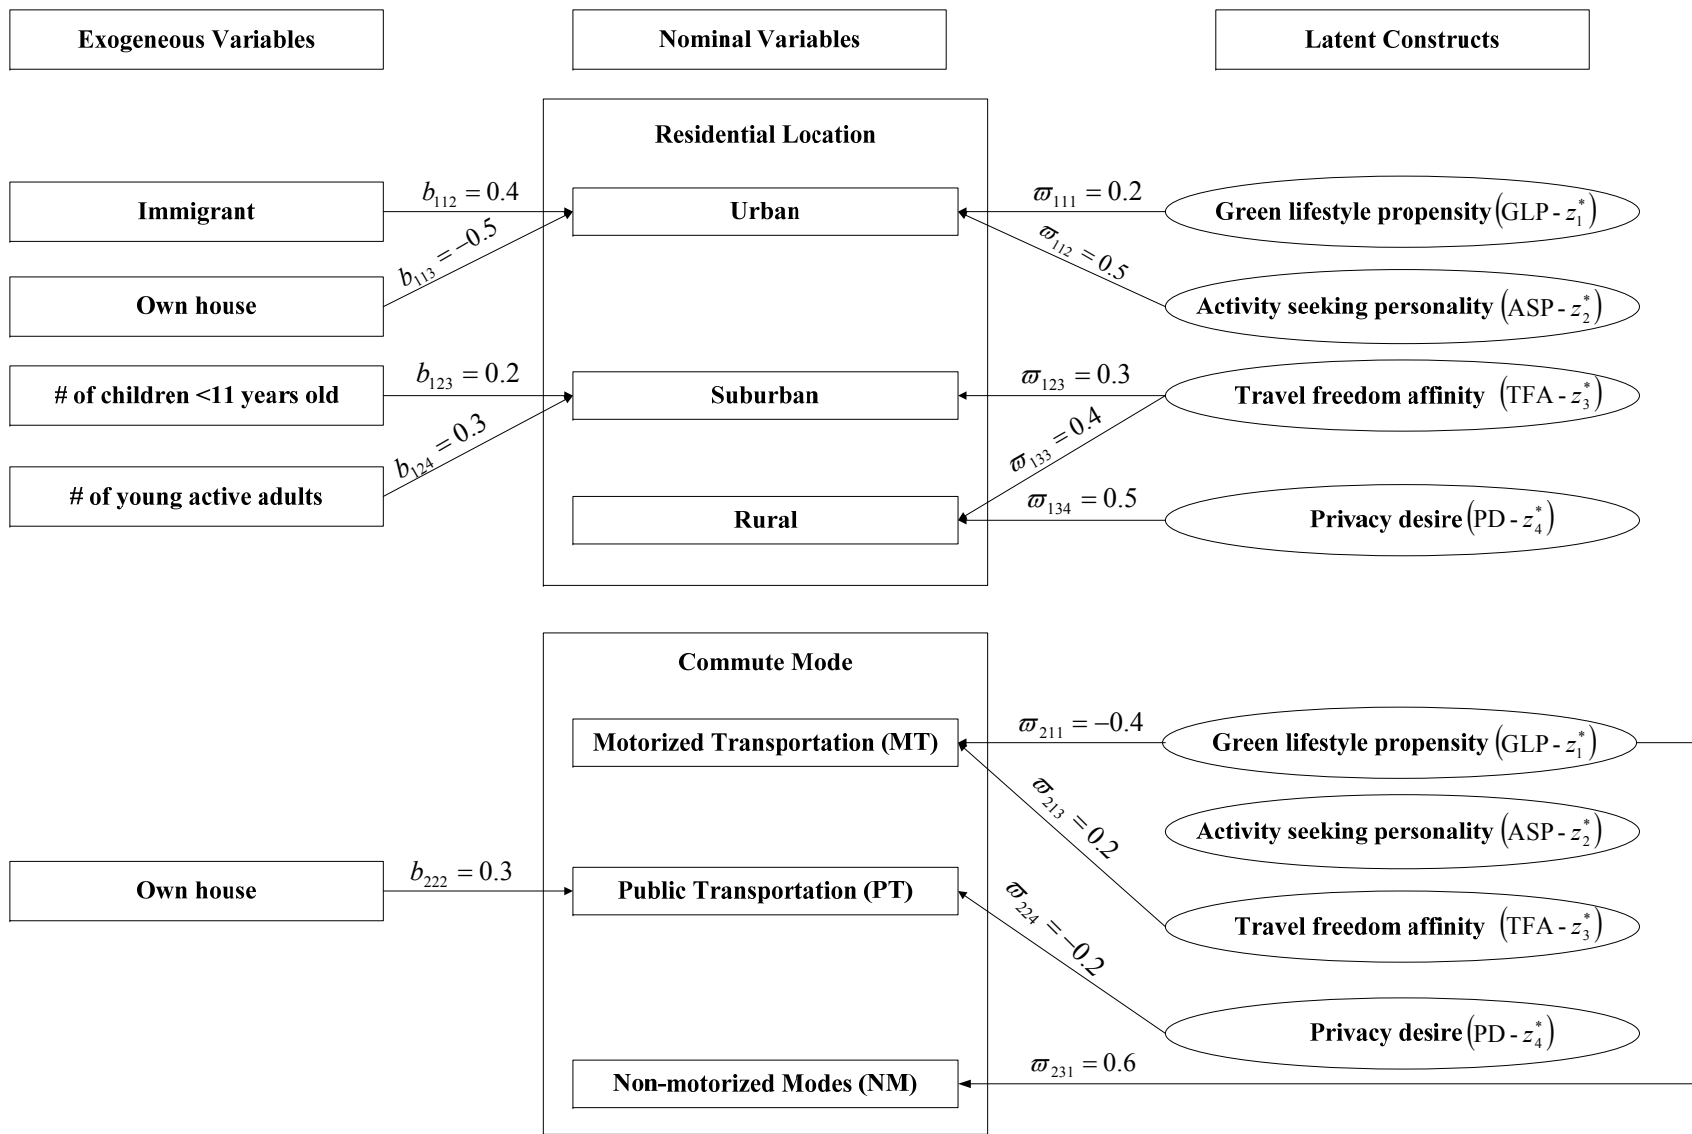 Exogeneous Variables
Nominal Variables
Latent Constructs
Residential Location
Immigrant
b₁₁₂ = 0.4
Urban
ϖ₁₁₁ = 0.2
Green lifestyle propensity (GLP - z₁*)
b₁₁₃ = −0.5
ϖ₁₁₂ = 0.5
Own house
Activity seeking personality (ASP - z₂*)
# of children <11 years old
b₁₂₃ = 0.2
Suburban
ϖ₁₂₃ = 0.3
Travel freedom affinity (TFA - z₃*)
b₁₂₄ = 0.3
ϖ₁₃₃ = 0.4
# of young active adults
Rural
ϖ₁₃₄ = 0.5
Privacy desire (PD - z₄*)
Commute Mode
Motorized Transportation (MT)
ϖ₂₁₁ = −0.4
Green lifestyle propensity (GLP - z₁*)
ϖ₂₁₃ = 0.2
Activity seeking personality (ASP - z₂*)
Own house
b₂₂₂ = 0.3
Public Transportation (PT)
ϖ₂₂₄ = −0.2
Travel freedom affinity (TFA - z₃*)
Privacy desire (PD - z₄*)
Non-motorized Modes (NM)
ϖ₂₃₁ = 0.6